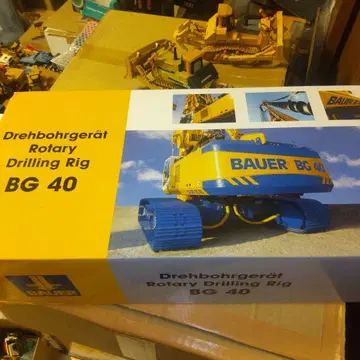 Drehbohrgerät
Rotary
Drilling Rig
BG 40
BAUER BG 40
BAUER
Drehbohrgerät
Rotary Drilling Rig
BG 40